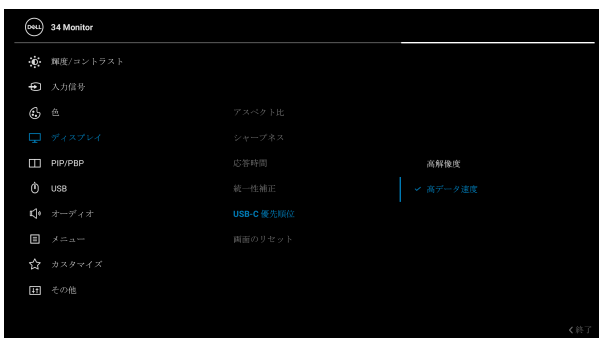 DELL 34 Monitor
輝度/コントラスト
入力信号
色
ディスプレイ
PIP/PBP
USB
オーディオ
メニュー
カスタマイズ
その他
アスペクト比
シャープネス
応答時間
統一性補正
USB-C 優先順位
画面のリセット
高解像度
高データ速度
終了